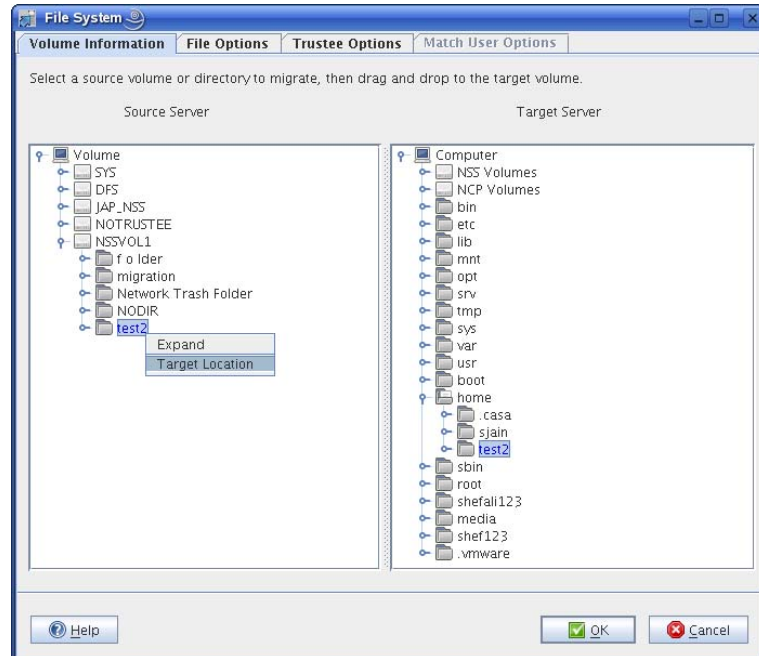 File System
Volume Information File Options Trustee Options Match User Options
Select a source volume or directory to migrate, then drag and drop to the target volume.
Source Server
Target Server
Volume
SYS
DFS
JAP_NSS
NOTRUSTEE
NSSVOL1
f o lder
migration
Network Trash Folder
NODIR
test2
Expand
Target Location
Computer
NSS Volumes
NCP Volumes
bin
etc
lib
mnt
opt
srv
tmp
sys
var
usr
boot
home
.casa
sjain
test2
sbin
root
shefali123
media
shef123
.vmware
Help
OK
Cancel